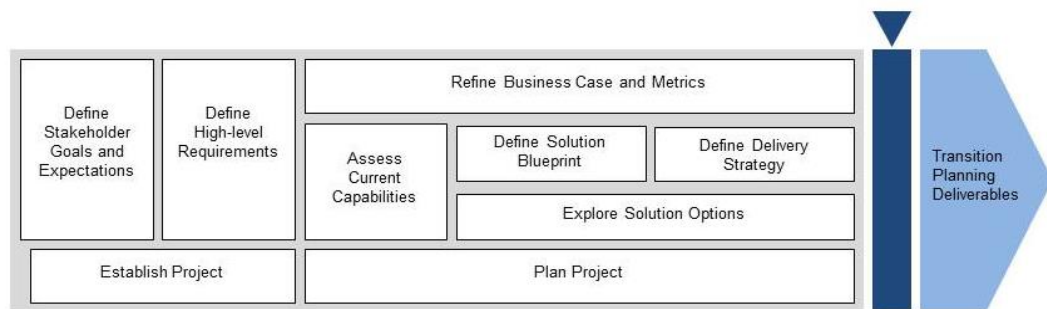 Define
Stakeholder
Goals and
Expectations
Define
High-level
Requirements
Refine Business Case and Metrics
Assess
Current
Capabilities
Define Solution
Blueprint
Define Delivery
Strategy
Explore Solution Options
Establish Project
Plan Project
Transition
Planning
Deliverables